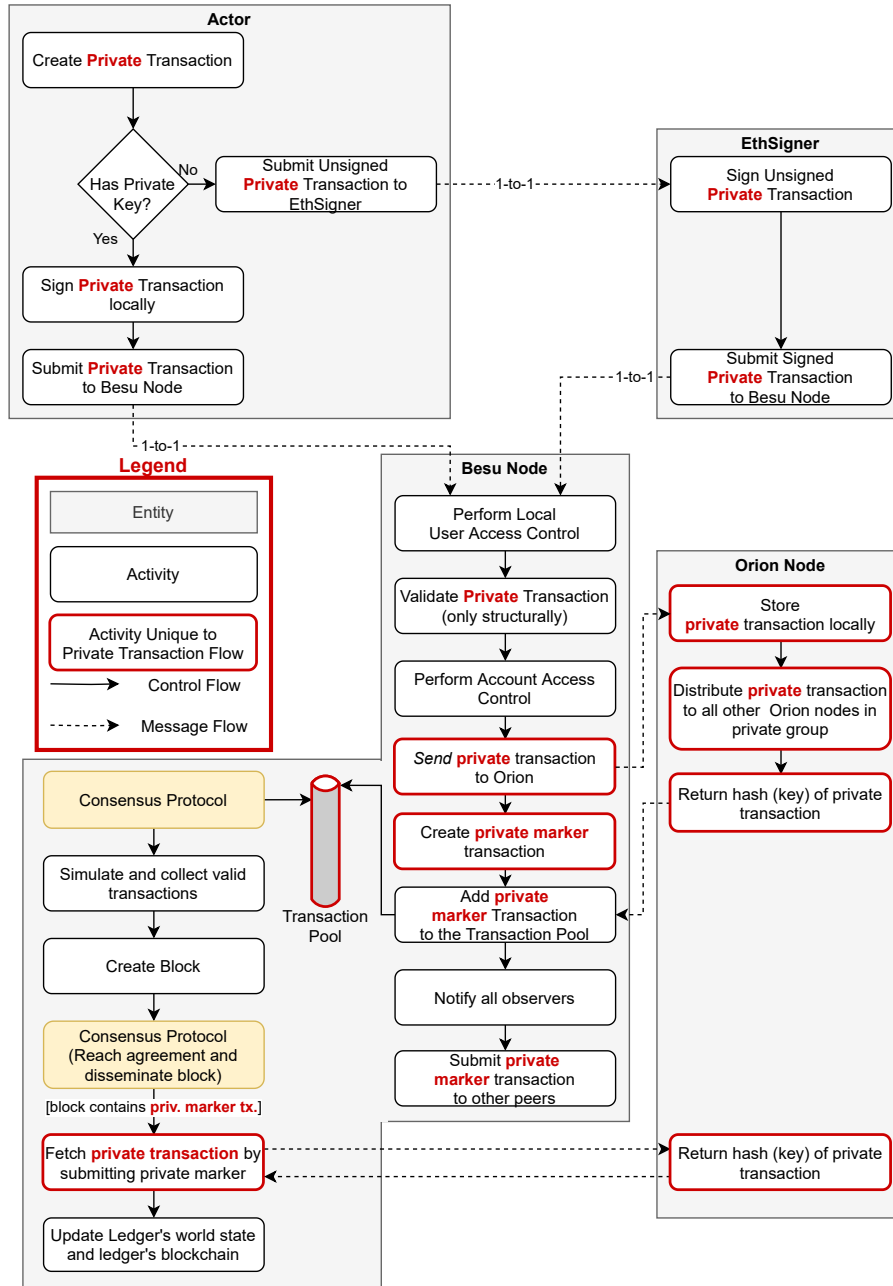 Actor
Create Private Transaction
Has Private
Key?
No
Yes
Submit Unsigned
Private Transaction to
EthSigner
1-to-1
EthSigner
Sign Unsigned
Private Transaction
Sign Private Transaction
locally
Submit Private Transaction
to Besu Node
1-to-1
Submit Signed
Private Transaction
to Besu Node
1-to-1
Legend
Entity
Activity
Activity Unique to
Private Transaction Flow
Control Flow
Message Flow
Besu Node
Perform Local
User Access Control
Validate Private Transaction
(only structurally)
Perform Account Access
Control
Send private transaction
to Orion
Create private marker
transaction
Add private
marker Transaction
to the Transaction Pool
Notify all observers
Submit private
marker transaction
to other peers
Orion Node
Store
private transaction locally
Distribute private transaction
to all other Orion nodes in
private group
Return hash (key) of private
transaction
Return hash (key) of private
transaction
Consensus Protocol
Transaction
Pool
Simulate and collect valid
transactions
Create Block
Consensus Protocol
(Reach agreement and
disseminate block)
[block contains priv. marker tx.]
Fetch private transaction by
submitting private marker
Update Ledger's world state
and ledger's blockchain